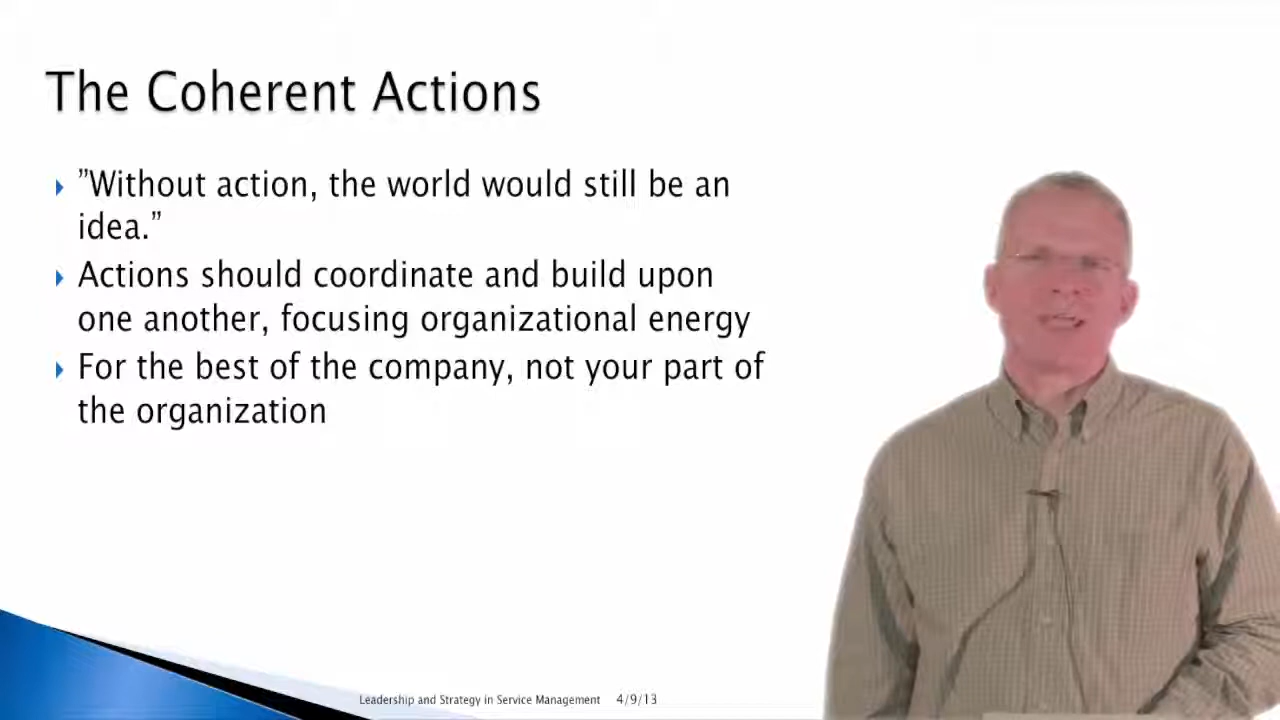 The Coherent Actions
”Without action, the world would still be an
idea.”
Actions should coordinate and build upon
one another, focusing organizational energy
For the best of the company, not your part of
the organization
Leadership and Strategy in Service Management 4/9/13